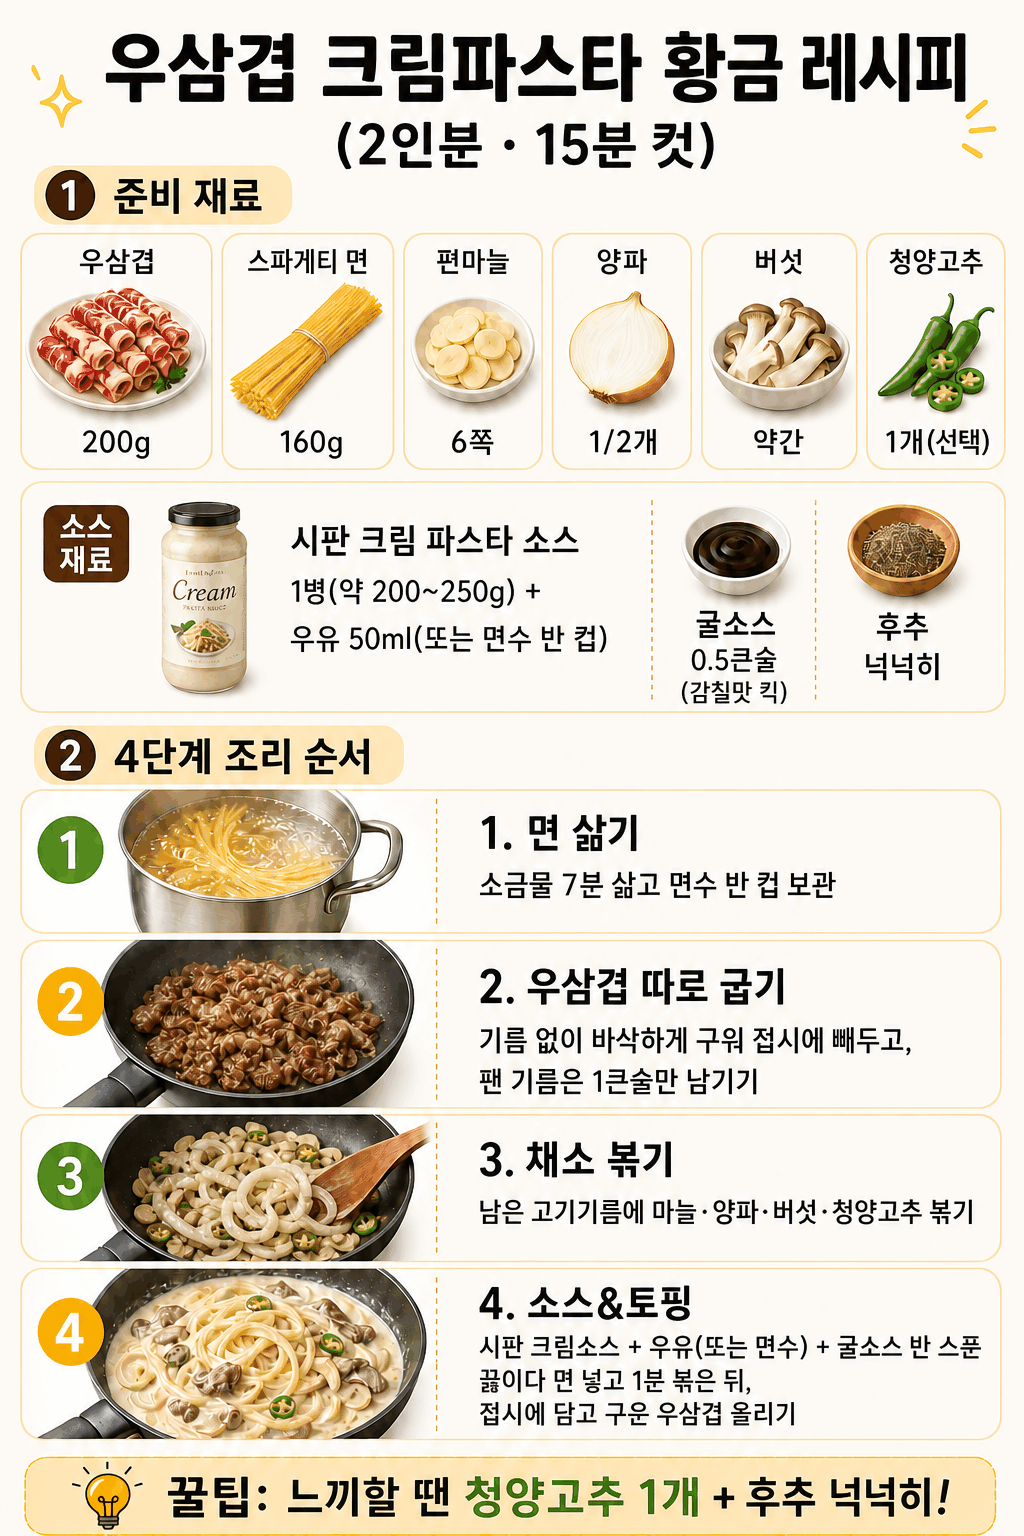 우삼겹 크림파스타 황금 레시피
(2인분 · 15분 컷)
1 준비 재료
우삼겹
200g
스파게티 면
160g
편마늘
6쪽
양파
1/2개
버섯
약간
청양고추
1개(선택)
소스
재료
Cream
시판 크림 파스타 소스
1병(약 200~250g) +
우유 50ml(또는 면수 반 컵)
굴소스
0.5큰술
(감칠맛 킥)
후추
넉넉히
2 4단계 조리 순서
1
1. 면 삶기
소금물 7분 삶고 면수 반 컵 보관
2
2. 우삼겹 따로 굽기
기름 없이 바삭하게 구워 접시에 빼두고,
팬 기름은 1큰술만 남기기
3
3. 채소 볶기
남은 고기기름에 마늘·양파·버섯·청양고추 볶기
4
4. 소스&토핑
시판 크림소스 + 우유(또는 면수) + 굴소스 반 스푼
끓이다 면 넣고 1분 볶은 뒤,
접시에 담고 구운 우삼겹 올리기
꿀팁: 느끼할 땐 청양고추 1개 + 후추 넉넉히!